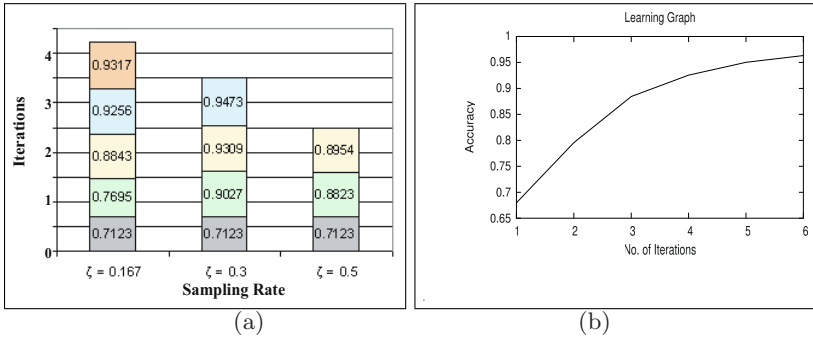 4
3
2
1
0
Iterations
0.9317
0.9256
0.8843
0.7695
0.7123
0.9473
0.9309
0.9027
0.7123
0.8954
0.8823
0.7123
ζ = 0.167
ζ = 0.3
ζ = 0.5
Sampling Rate
(a)
Learning Graph
1
0.95
0.9
0.85
0.8
0.75
0.7
0.65
Accuracy
1 2 3 4 5 6
No. of Iterations
(b)